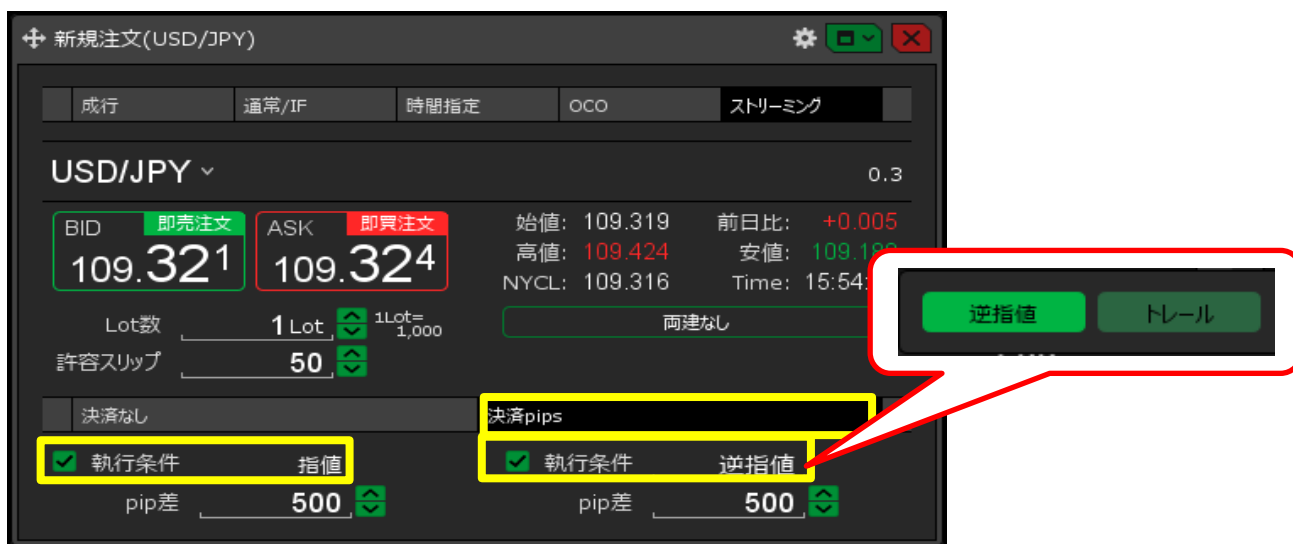 新規注文(USD/JPY)
成行 通常/IF 時間指定 OCO ストリーミング
USD/JPY 0.3
BID 即売注文 ASK 即買注文
109.321 109.324
始値: 109.319 前日比: +0.005
高値: 109.424 安値:
NYCL: 109.316 Time: 15:54:
Lot数 1 Lot 1Lot=
1,000
両建なし
許容スリップ 50
逆指値 トレール
決済なし 決済pips
執行条件 指値 執行条件 逆指値
pip差 500 pip差 500